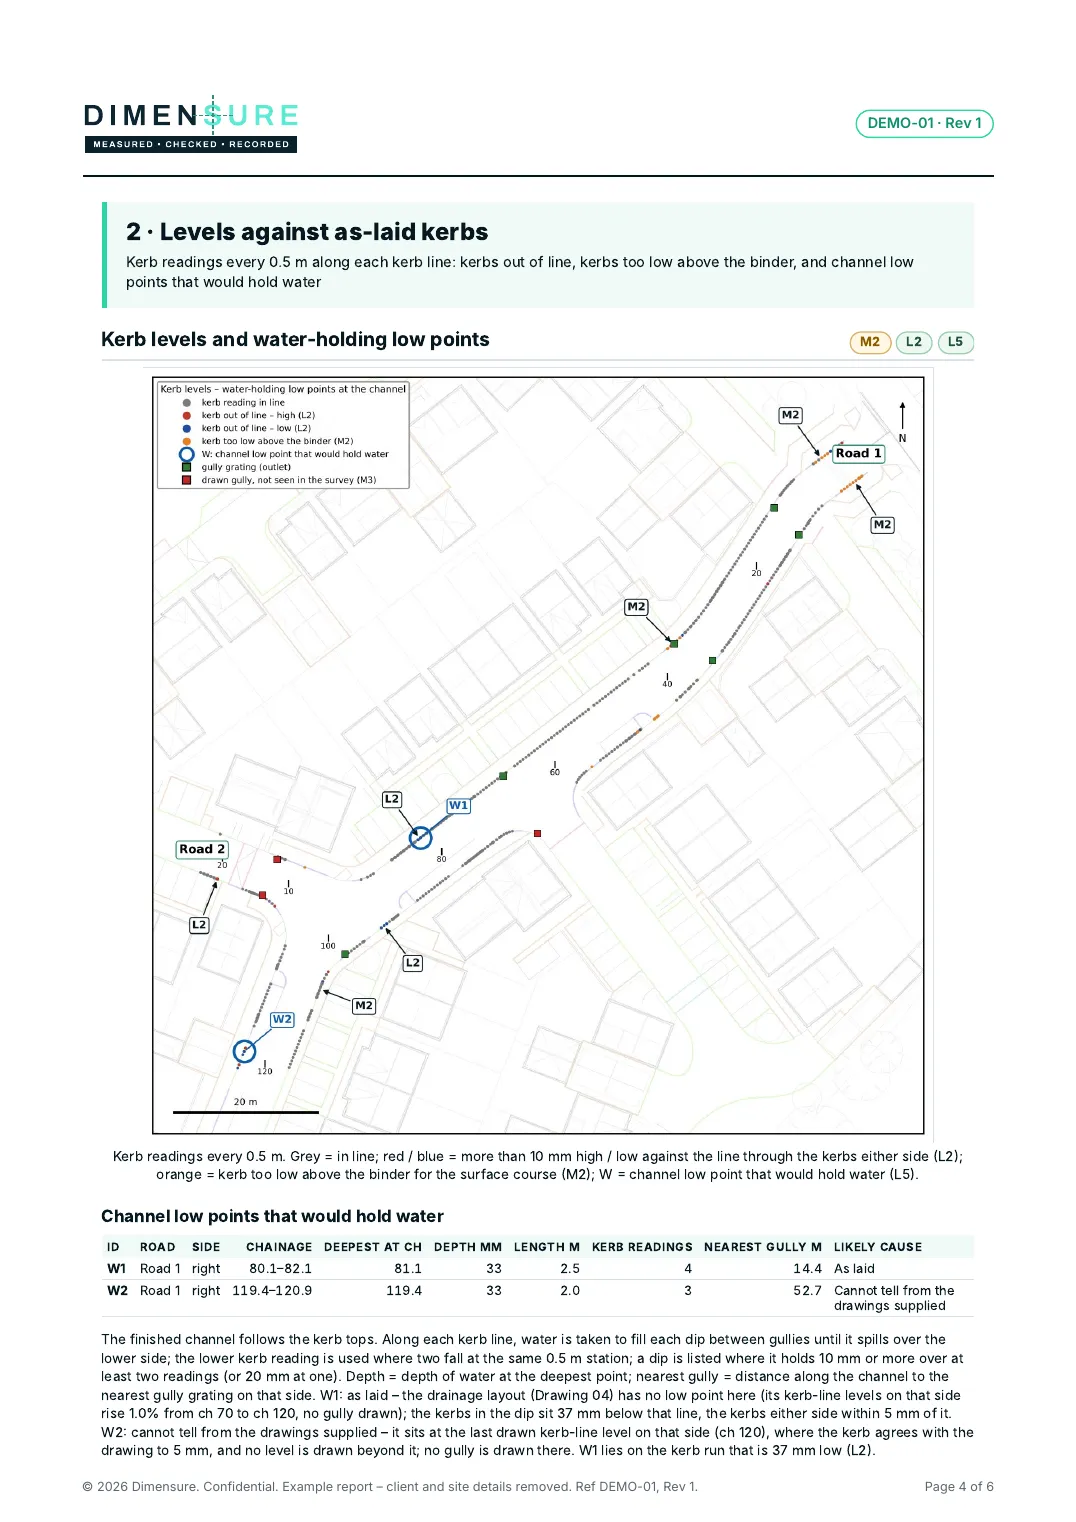 DIMENSURE
MEASURED • CHECKED • RECORDED
DEMO-01 · Rev 1
2 · Levels against as-laid kerbs
Kerb readings every 0.5 m along each kerb line: kerbs out of line, kerbs too low above the binder, and channel low
points that would hold water
Kerb levels and water-holding low points
M2 L2 L5
Kerb levels – water-holding low points at the channel
kerb reading in line
kerb out of line – high (L2)
kerb out of line – low (L2)
kerb too low above the binder (M2)
W: channel low point that would hold water
gully grating (outlet)
drawn gully, not seen in the survey (M3)
M2
N
Road 1
M2
20
M2
40
60
L2
W1
80
Road 2
20
10
L2
100
L2
M2
W2
120
20 m
Kerb readings every 0.5 m. Grey = in line; red / blue = more than 10 mm high / low against the line through the kerbs either side (L2);
orange = kerb too low above the binder for the surface course (M2); W = channel low point that would hold water (L5).
Channel low points that would hold water
ID ROAD SIDE CHAINAGE DEEPEST AT CH DEPTH MM LENGTH M KERB READINGS NEAREST GULLY M LIKELY CAUSE
W1 Road 1 right 80.1–82.1 81.1 33 2.5 4 14.4 As laid
W2 Road 1 right 119.4–120.9 119.4 33 2.0 3 52.7 Cannot tell from the
drawings supplied
The finished channel follows the kerb tops. Along each kerb line, water is taken to fill each dip between gullies until it spills over the
lower side; the lower kerb reading is used where two fall at the same 0.5 m station; a dip is listed where it holds 10 mm or more over at
least two readings (or 20 mm at one). Depth = depth of water at the deepest point; nearest gully = distance along the channel to the
nearest gully grating on that side. W1: as laid – the drainage layout (Drawing 04) has no low point here (its kerb-line levels on that side
rise 1.0% from ch 70 to ch 120, no gully drawn); the kerbs in the dip sit 37 mm below that line, the kerbs either side within 5 mm of it.
W2: cannot tell from the drawings supplied – it sits at the last drawn kerb-line level on that side (ch 120), where the kerb agrees with the
drawing to 5 mm, and no level is drawn beyond it; no gully is drawn there. W1 lies on the kerb run that is 37 mm low (L2).
© 2026 Dimensure. Confidential. Example report – client and site details removed. Ref DEMO-01, Rev 1.
Page 4 of 6